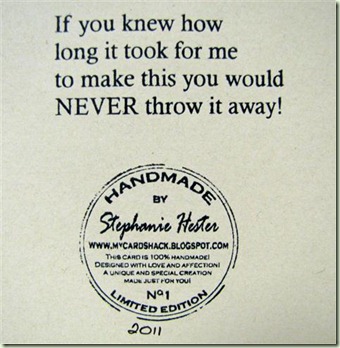 If you knew how
long it took for me
to make this you would
NEVER throw it away!
HANDMADE
BY
Stephanie Hester
WWW.MYCARDSHACK.BLOGSPOT.COM
THIS CARD IS 100% HANDMADE!
DESIGNED WITH LOVE AND AFFECTION!
A UNIQUE AND SPECIAL CREATION
MADE JUST FOR YOU!
Nº1
LIMITED EDITION
2011